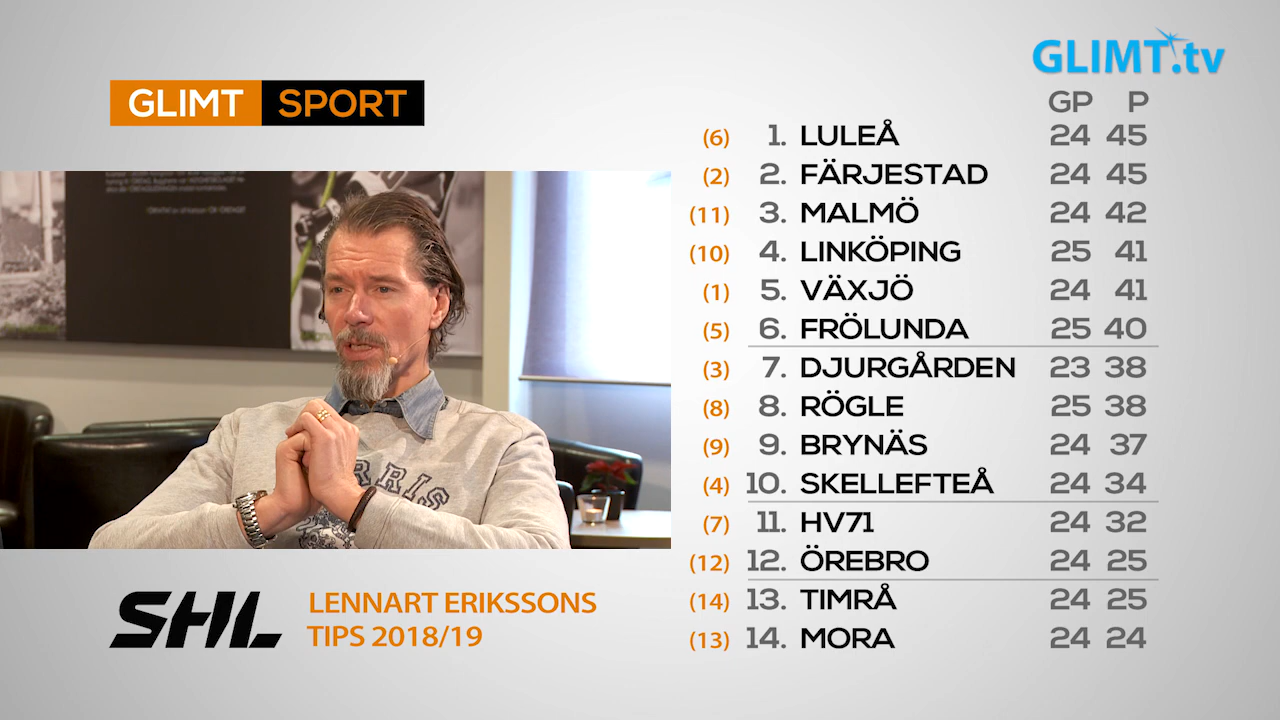 GLIMT.tv
GLIMT SPORT
GP P
(6) 1. LULEÅ 24 45
(2) 2. FÄRJESTAD 24 45
(11) 3. MALMÖ 24 42
(10) 4. LINKÖPING 25 41
(1) 5. VÄXJÖ 24 41
(5) 6. FRÖLUNDA 25 40
(3) 7. DJURGÅRDEN 23 38
(8) 8. RÖGLE 25 38
(9) 9. BRYNÄS 24 37
(4) 10. SKELLEFTEÅ 24 34
(7) 11. HV71 24 32
(12) 12. ÖREBRO 24 25
(14) 13. TIMRÅ 24 25
(13) 14. MORA 24 24
SHL
LENNART ERIKSSONS
TIPS 2018/19